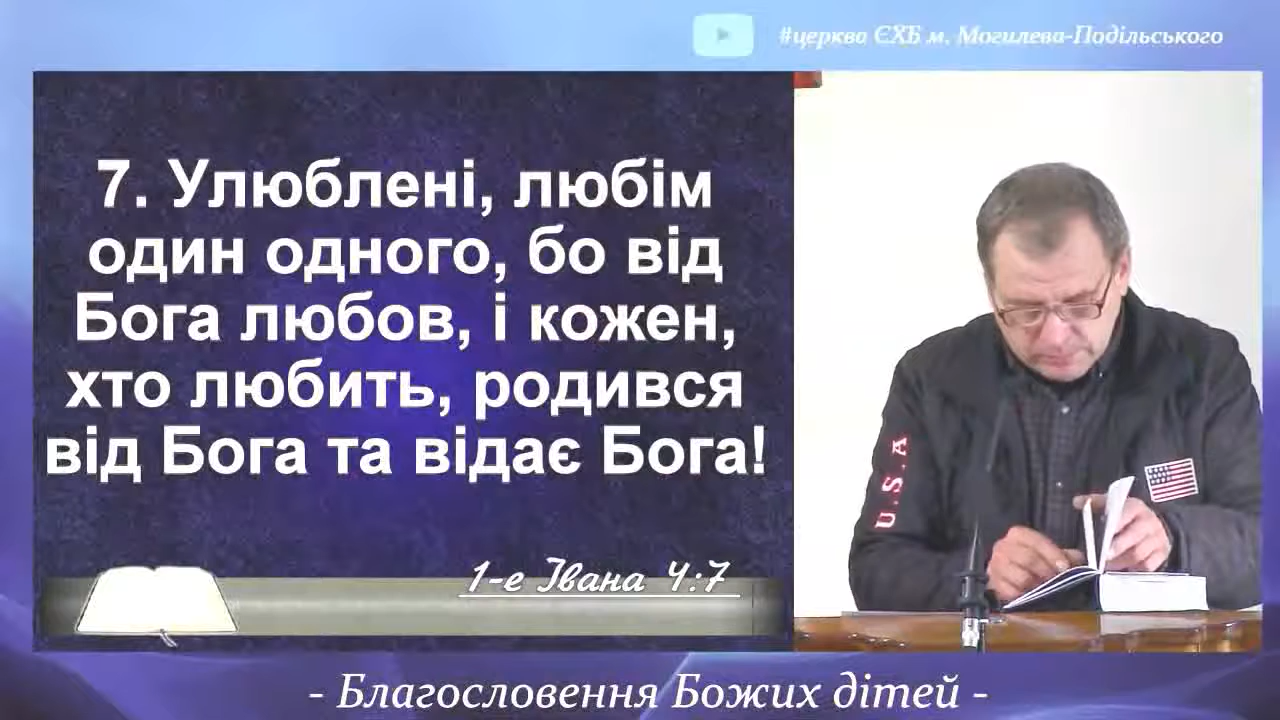 #церква ЄХБ м. Могилева-Подільського
7. Улюблені, любім
один одного, бо від
Бога любов, і кожен,
хто любить, родився
від Бога та відає Бога!
1-е Івана 4:7
U.S.A
- Благословення Божих дітей -